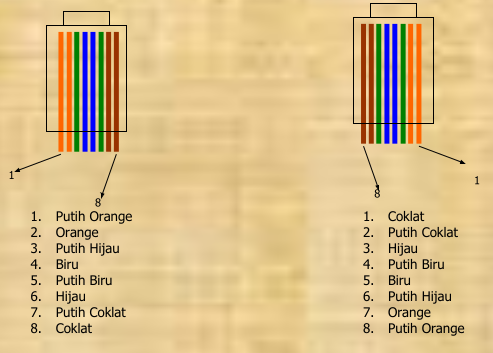 1
8
1. Putih Orange
2. Orange
3. Putih Hijau
4. Biru
5. Putih Biru
6. Hijau
7. Putih Coklat
8. Coklat
1
8
1. Coklat
2. Putih Coklat
3. Hijau
4. Putih Biru
5. Biru
6. Putih Hijau
7. Orange
8. Putih Orange